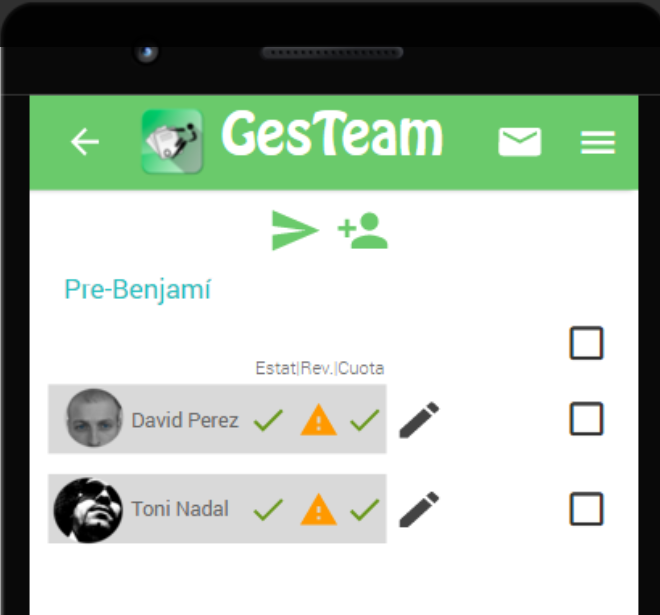 GesTeam
Pre-Benjamí
Estat|Rev.|Cuota
David Perez
Toni Nadal